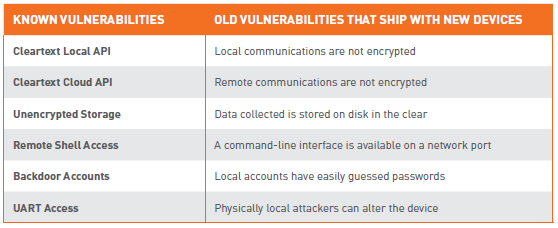 KNOWN VULNERABILITIES OLD VULNERABILITIES THAT SHIP WITH NEW DEVICES
Cleartext Local API Local communications are not encrypted
Cleartext Cloud API Remote communications are not encrypted
Unencrypted Storage Data collected is stored on disk in the clear
Remote Shell Access A command-line interface is available on a network port
Backdoor Accounts Local accounts have easily guessed passwords
UART Access Physically local attackers can alter the device